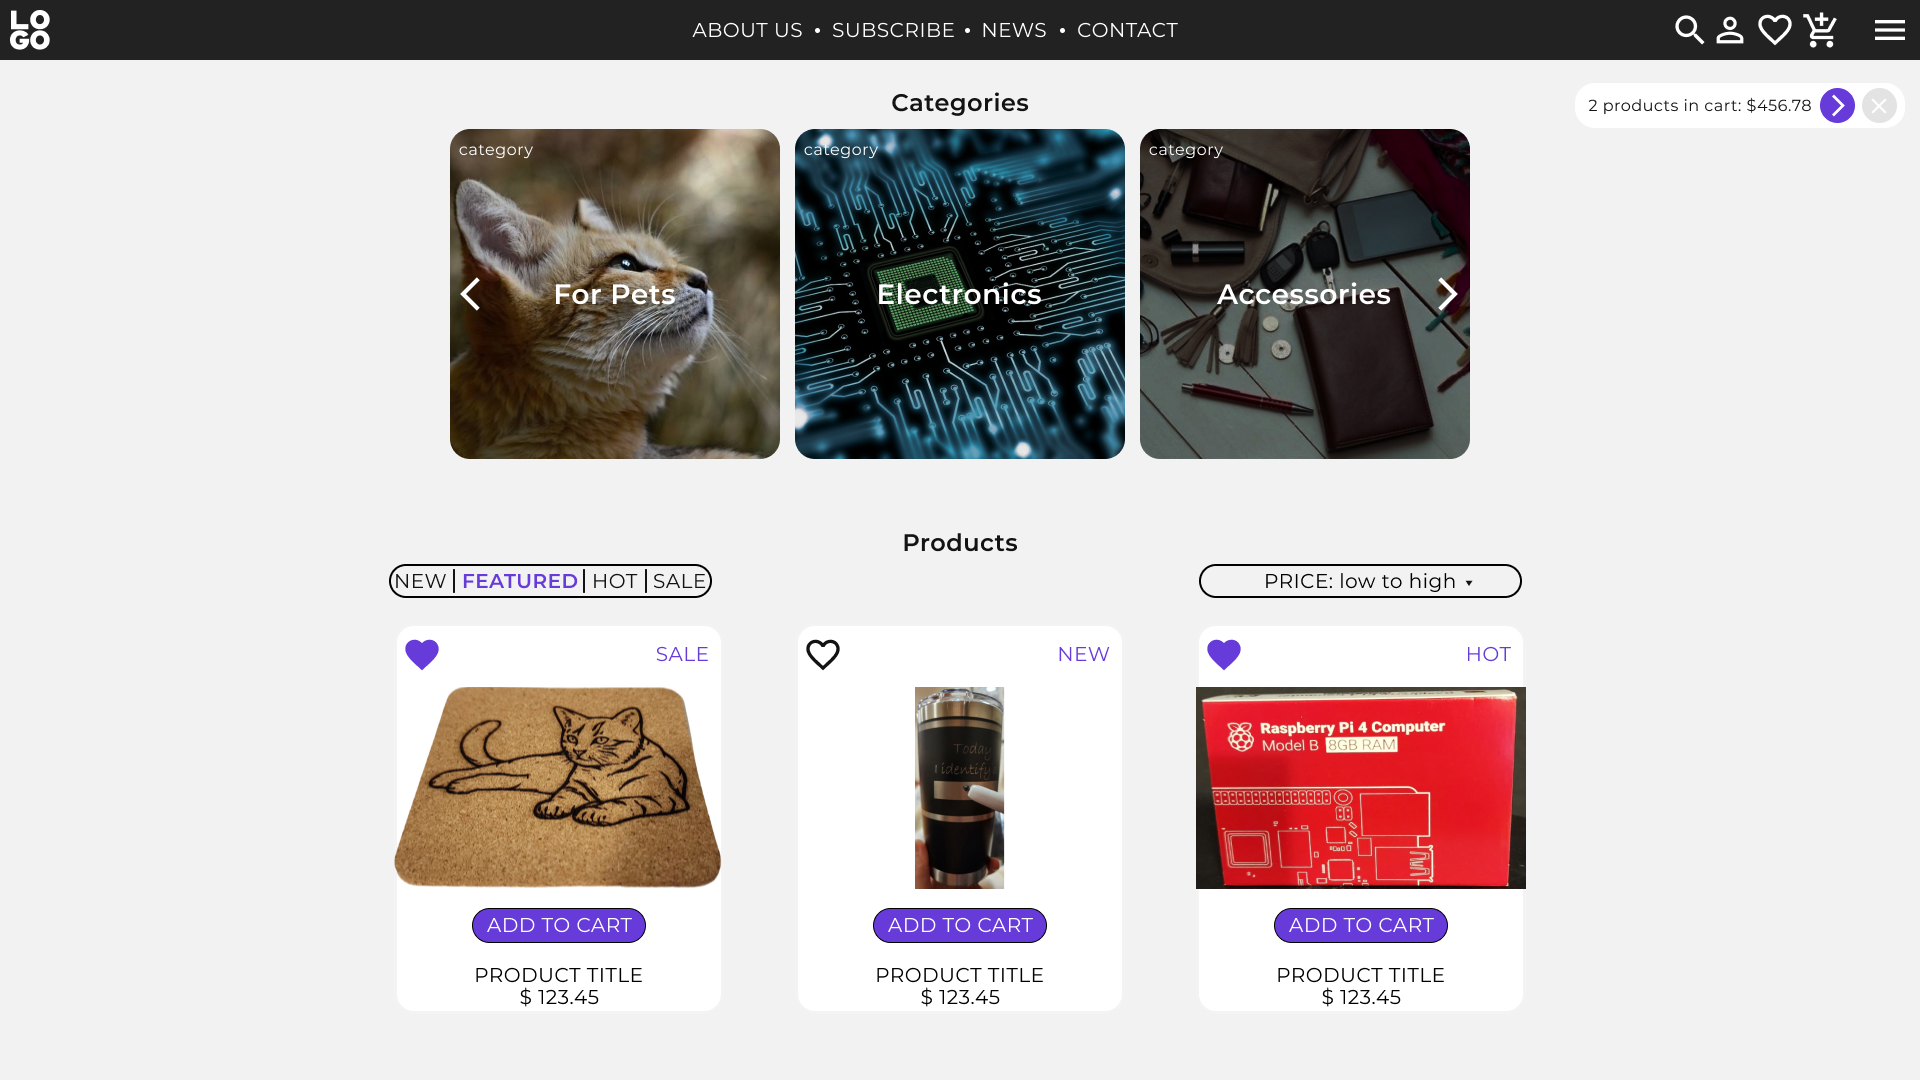 LO
GO
ABOUT US • SUBSCRIBE • NEWS • CONTACT
Categories
2 products in cart: $456.78
category
For Pets
category
Electronics
category
Accessories
Products
NEW | FEATURED | HOT | SALE
PRICE: low to high ▾
SALE
ADD TO CART
PRODUCT TITLE
$ 123.45
NEW
Today
I identify
ADD TO CART
PRODUCT TITLE
$ 123.45
HOT
Raspberry Pi 4 Computer
Model B 8GB RAM
ADD TO CART
PRODUCT TITLE
$ 123.45